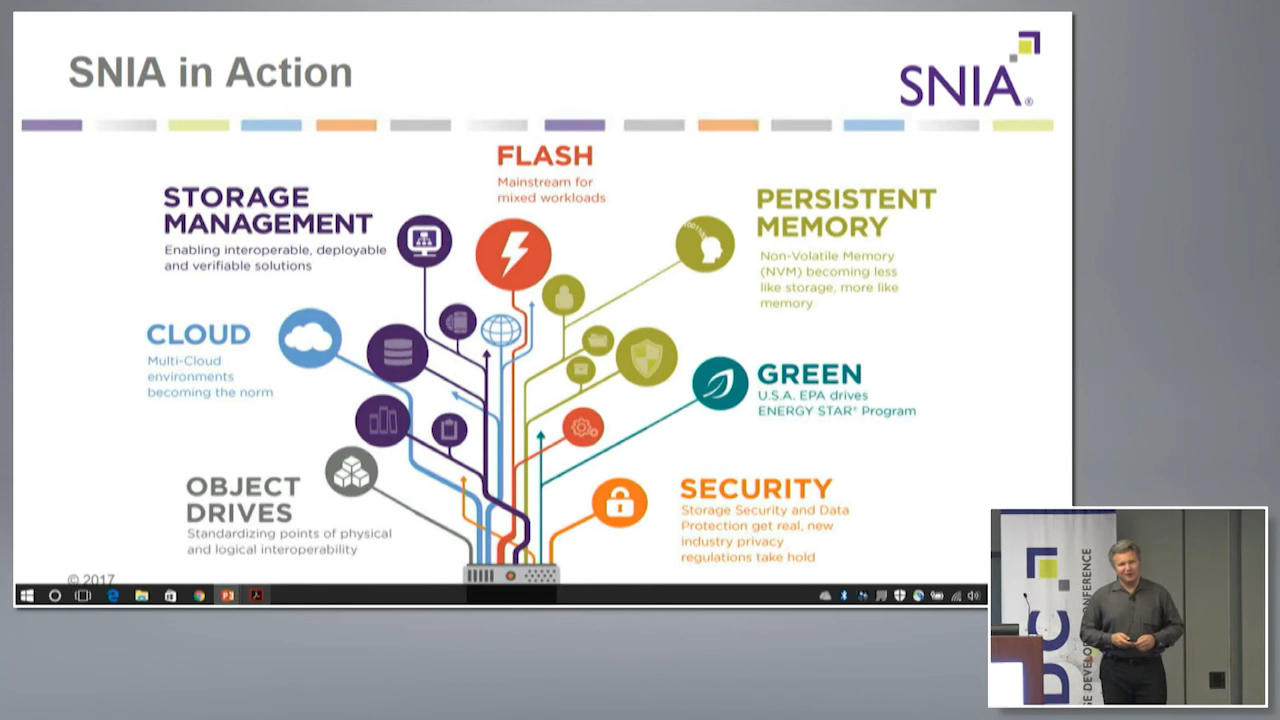 SNIA in Action
SNIA®
FLASH
Mainstream for
mixed workloads
STORAGE
MANAGEMENT
Enabling interoperable, deployable
and verifiable solutions
PERSISTENT
MEMORY
Non-Volatile Memory
(NVM) becoming less
like storage, more like
memory
CLOUD
Multi-Cloud
environments
becoming the norm
GREEN
U.S.A. EPA drives
ENERGY STAR® Program
OBJECT
DRIVES
Standardizing points of physical
and logical interoperability
SECURITY
Storage Security and Data
Protection get real, new
industry privacy
regulations take hold
© 2017
DC